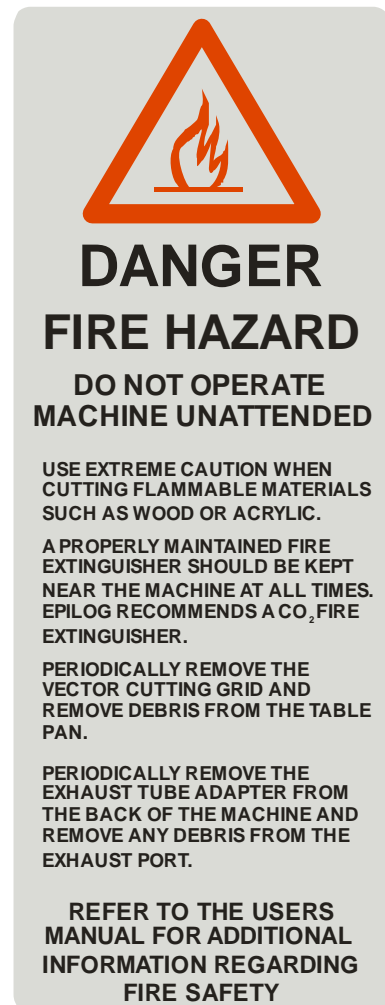 DANGER
FIRE HAZARD
DO NOT OPERATE
MACHINE UNATTENDED
USE EXTREME CAUTION WHEN
CUTTING FLAMMABLE MATERIALS
SUCH AS WOOD OR ACRYLIC.
A PROPERLY MAINTAINED FIRE
EXTINGUISHER SHOULD BE KEPT
NEAR THE MACHINE AT ALL TIMES.
EPILOG RECOMMENDS A CO₂ FIRE
EXTINGUISHER.
PERIODICALLY REMOVE THE
VECTOR CUTTING GRID AND
REMOVE DEBRIS FROM THE TABLE
PAN.
PERIODICALLY REMOVE THE
EXHAUST TUBE ADAPTER FROM
THE BACK OF THE MACHINE AND
REMOVE ANY DEBRIS FROM THE
EXHAUST PORT.
REFER TO THE USERS
MANUAL FOR ADDITIONAL
INFORMATION REGARDING
FIRE SAFETY